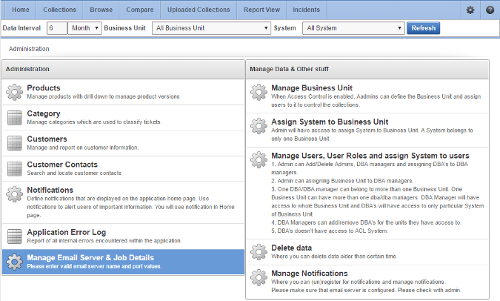 Home Collections Browse Compare Uploaded Collections Report View Incidents
Data Interval 6 Month Business Unit All Business Unit System All System Refresh
Administration
Administration
Products
Manage products with drill down to manage product versions
Category
Manage categories which are used to classify tickets.
Customers
Manage and report on customer information.
Customer Contacts
Search and locate customer contacts
Notifications
Define notifications that are displayed on the application home page. Use
notifications to alert users of important information. You will see notification in Home
page.
Application Error Log
Report of all internal errors encountered within the application.
Manage Email Server & Job Details
Please enter valid email server name and port values
Manage Data & Other stuff
Manage Business Unit
When Access Control is enabled, Aadmins can define the Business Unit and assign
users to it to control the collections.
Assign System to Business Unit
Admin will have access to assign System to Business Unit. A System belongs to
only one Business Unit.
Manage Users, User Roles and assign System to users
1. Admin can Add/Delete Admins, DBA managers and assigning DBA's to DBA
managers.
2. Admin can assigning Business Unit to DBA managers.
3. One DBA/DBA manager can belong to more than one Business Unit. One
Business Unit can have more than one dba/dba managers. DBA Manager will have
access to whole Business Unit and DBA's will have access to only particular System
of Business Unit
4. DBA Managers can add/remove DBA's for the units they have access to.
5. DBA's doesn't have access to ACL System.
Delete data
Where you can delete data older than certain time
Manage Notifications
Where you can (un)register for notifications and manage notifications.
Please make sure that email server is configured. Please check with admin.